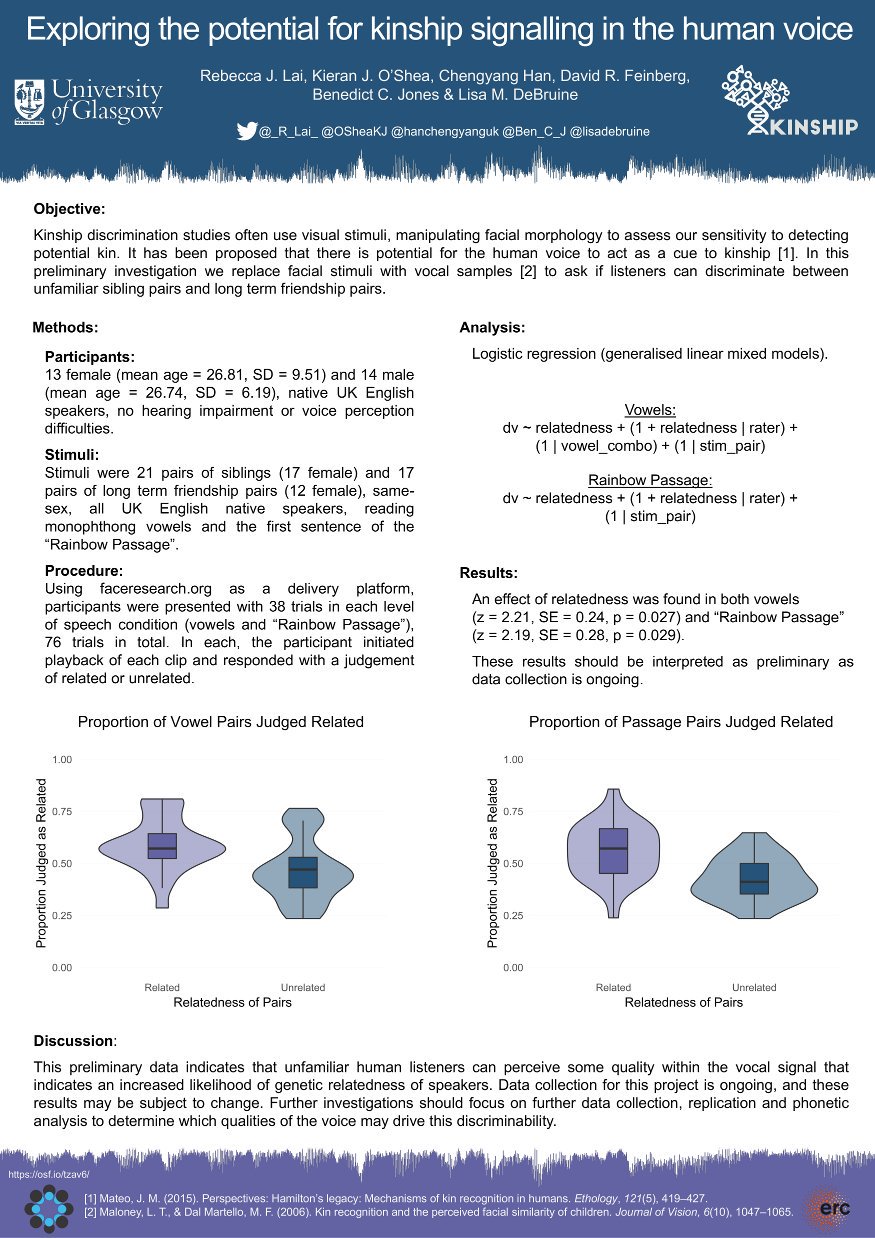 Exploring the potential for kinship signalling in the human voice
University
of Glasgow
Rebecca J. Lai, Kieran J. O'Shea, Chengyang Han, David R. Feinberg,
Benedict C. Jones & Lisa M. DeBruine
@_R_Lai_ @OSheaKJ @hanchengyanguk @Ben_C_J @lisadebruine
KINSHIP
Objective:
Kinship discrimination studies often use visual stimuli, manipulating facial morphology to assess our sensitivity to detecting
potential kin. It has been proposed that there is potential for the human voice to act as a cue to kinship [1]. In this
preliminary investigation we replace facial stimuli with vocal samples [2] to ask if listeners can discriminate between
unfamiliar sibling pairs and long term friendship pairs.
Methods:
Participants:
13 female (mean age = 26.81, SD = 9.51) and 14 male
(mean age = 26.74, SD = 6.19), native UK English
speakers, no hearing impairment or voice perception
difficulties.
Stimuli:
Stimuli were 21 pairs of siblings (17 female) and 17
pairs of long term friendship pairs (12 female), same-
sex, all UK English native speakers, reading
monophthong vowels and the first sentence of the
“Rainbow Passage”.
Procedure:
Using faceresearch.org as a delivery platform,
participants were presented with 38 trials in each level
of speech condition (vowels and “Rainbow Passage”),
76 trials in total. In each, the participant initiated
playback of each clip and responded with a judgement
of related or unrelated.
Analysis:
Logistic regression (generalised linear mixed models).
Vowels:
dv ~ relatedness + (1 + relatedness | rater) +
(1 | vowel_combo) + (1 | stim_pair)
Rainbow Passage:
dv ~ relatedness + (1 + relatedness | rater) +
(1 | stim_pair)
Results:
An effect of relatedness was found in both vowels
(z = 2.21, SE = 0.24, p = 0.027) and “Rainbow Passage”
(z = 2.19, SE = 0.28, p = 0.029).
These results should be interpreted as preliminary as
data collection is ongoing.
Proportion of Vowel Pairs Judged Related
Proportion Judged as Related
1.00
0.75
0.50
0.25
0.00
Related
Unrelated
Relatedness of Pairs
Proportion of Passage Pairs Judged Related
Proportion Judged as Related
1.00
0.75
0.50
0.25
0.00
Related
Unrelated
Relatedness of Pairs
Discussion:
This preliminary data indicates that unfamiliar human listeners can perceive some quality within the vocal signal that
indicates an increased likelihood of genetic relatedness of speakers. Data collection for this project is ongoing, and these
results may be subject to change. Further investigations should focus on further data collection, replication and phonetic
analysis to determine which qualities of the voice may drive this discriminability.
https://osf.io/tzav6/
[1] Mateo, J. M. (2015). Perspectives: Hamilton's legacy: Mechanisms of kin recognition in humans. Ethology, 121(5), 419–427.
[2] Maloney, L. T., & Dal Martello, M. F. (2006). Kin recognition and the perceived facial similarity of children. Journal of Vision, 6(10), 1047–1065.
erc